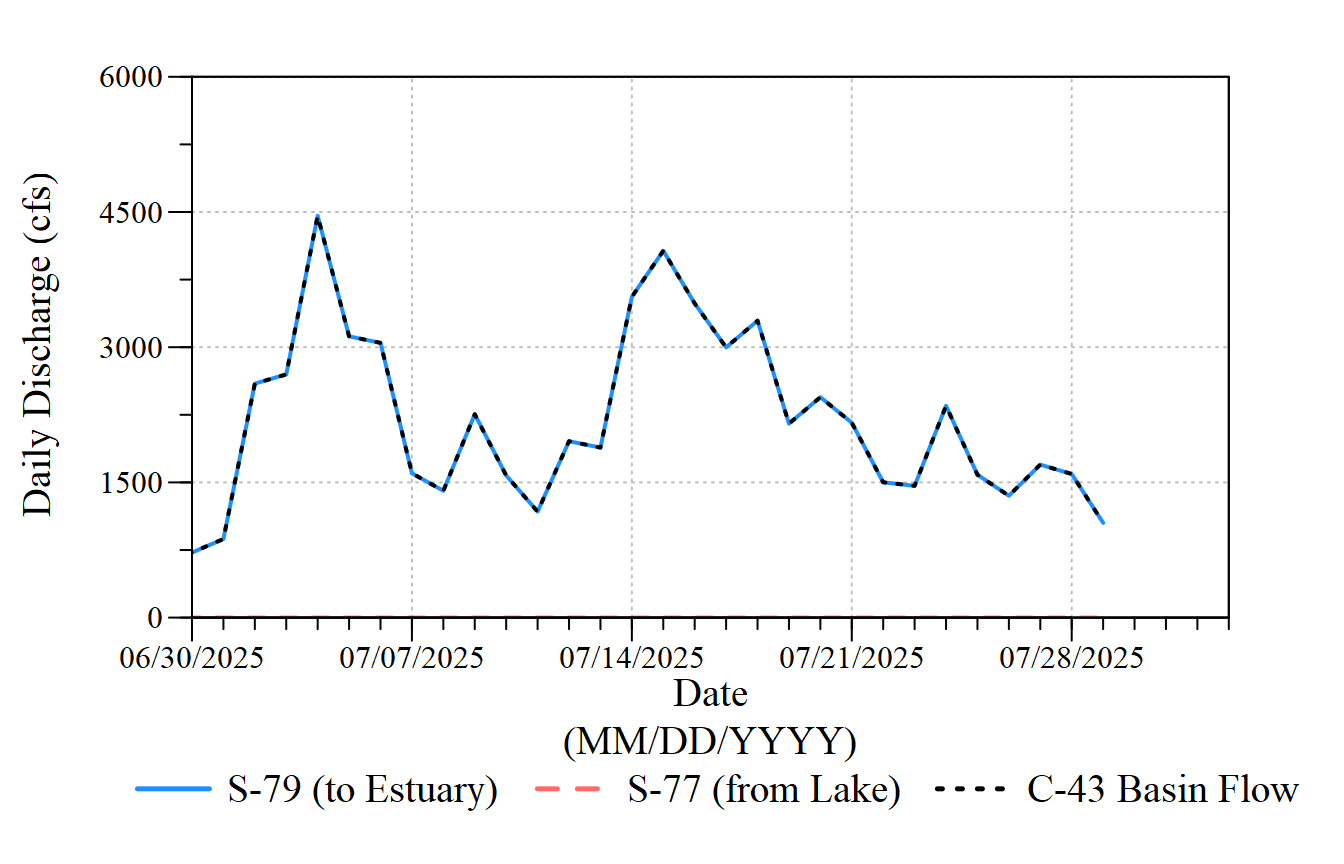 6000
4500
3000
1500
0
Daily Discharge (cfs)
06/30/2025 07/07/2025 07/14/2025 07/21/2025 07/28/2025
Date
(MM/DD/YYYY)
S-79 (to Estuary) S-77 (from Lake) C-43 Basin Flow